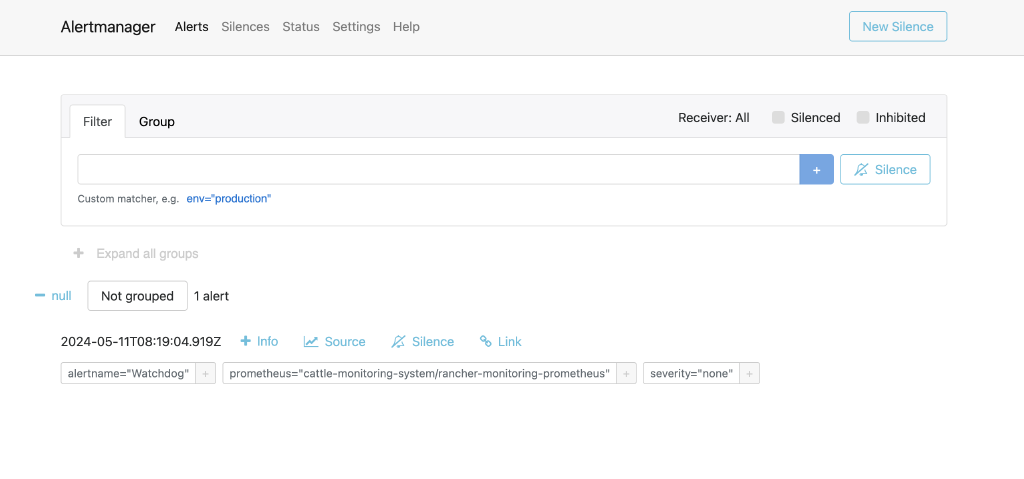 Alertmanager Alerts Silences Status Settings Help New Silence
Filter Group Receiver: All Silenced Inhibited
+ Silence
Custom matcher, e.g. env="production"
+ Expand all groups
− null Not grouped 1 alert
2024-05-11T08:19:04.919Z + Info Source Silence Link
alertname="Watchdog" + prometheus="cattle-monitoring-system/rancher-monitoring-prometheus" + severity="none" +